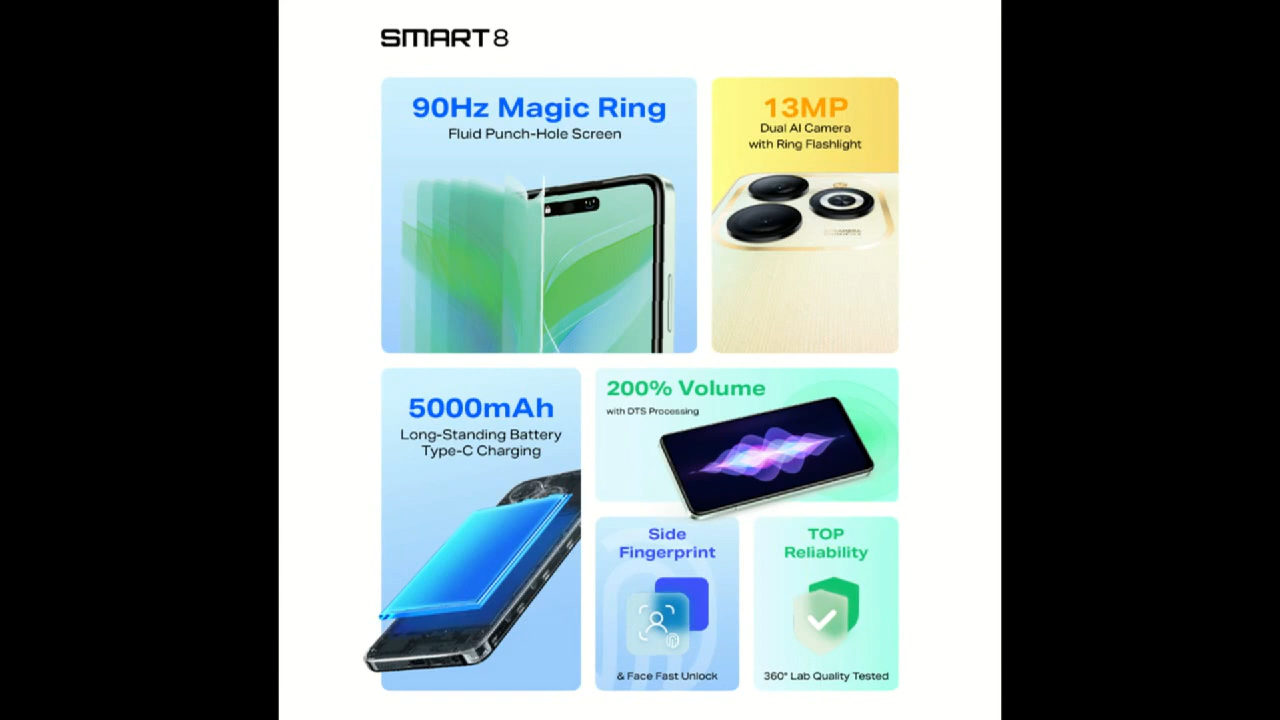 SMART 8
90Hz Magic Ring
Fluid Punch-Hole Screen
13MP
Dual AI Camera
with Ring Flashlight
5000mAh
Long-Standing Battery
Type-C Charging
200% Volume
with DTS Processing
Side
Fingerprint
& Face Fast Unlock
TOP
Reliability
360° Lab Quality Tested